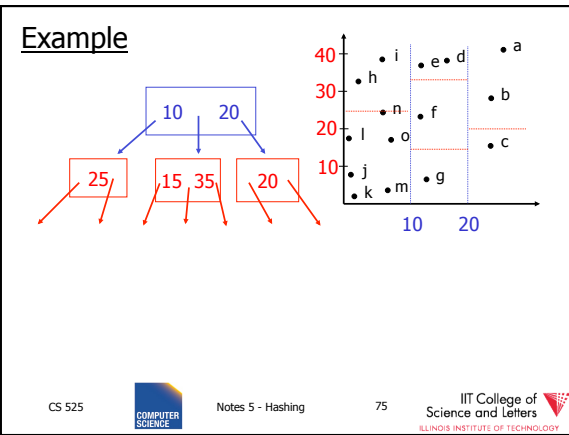 Example
10 20
25
15 35
20
40
30
20
10
10 20
i
e
d
a
h
b
n
f
l
o
c
j
k
m
g
CS 525
COMPUTER
SCIENCE
Notes 5 - Hashing
75
IIT College of
Science and Letters
ILLINOIS INSTITUTE OF TECHNOLOGY